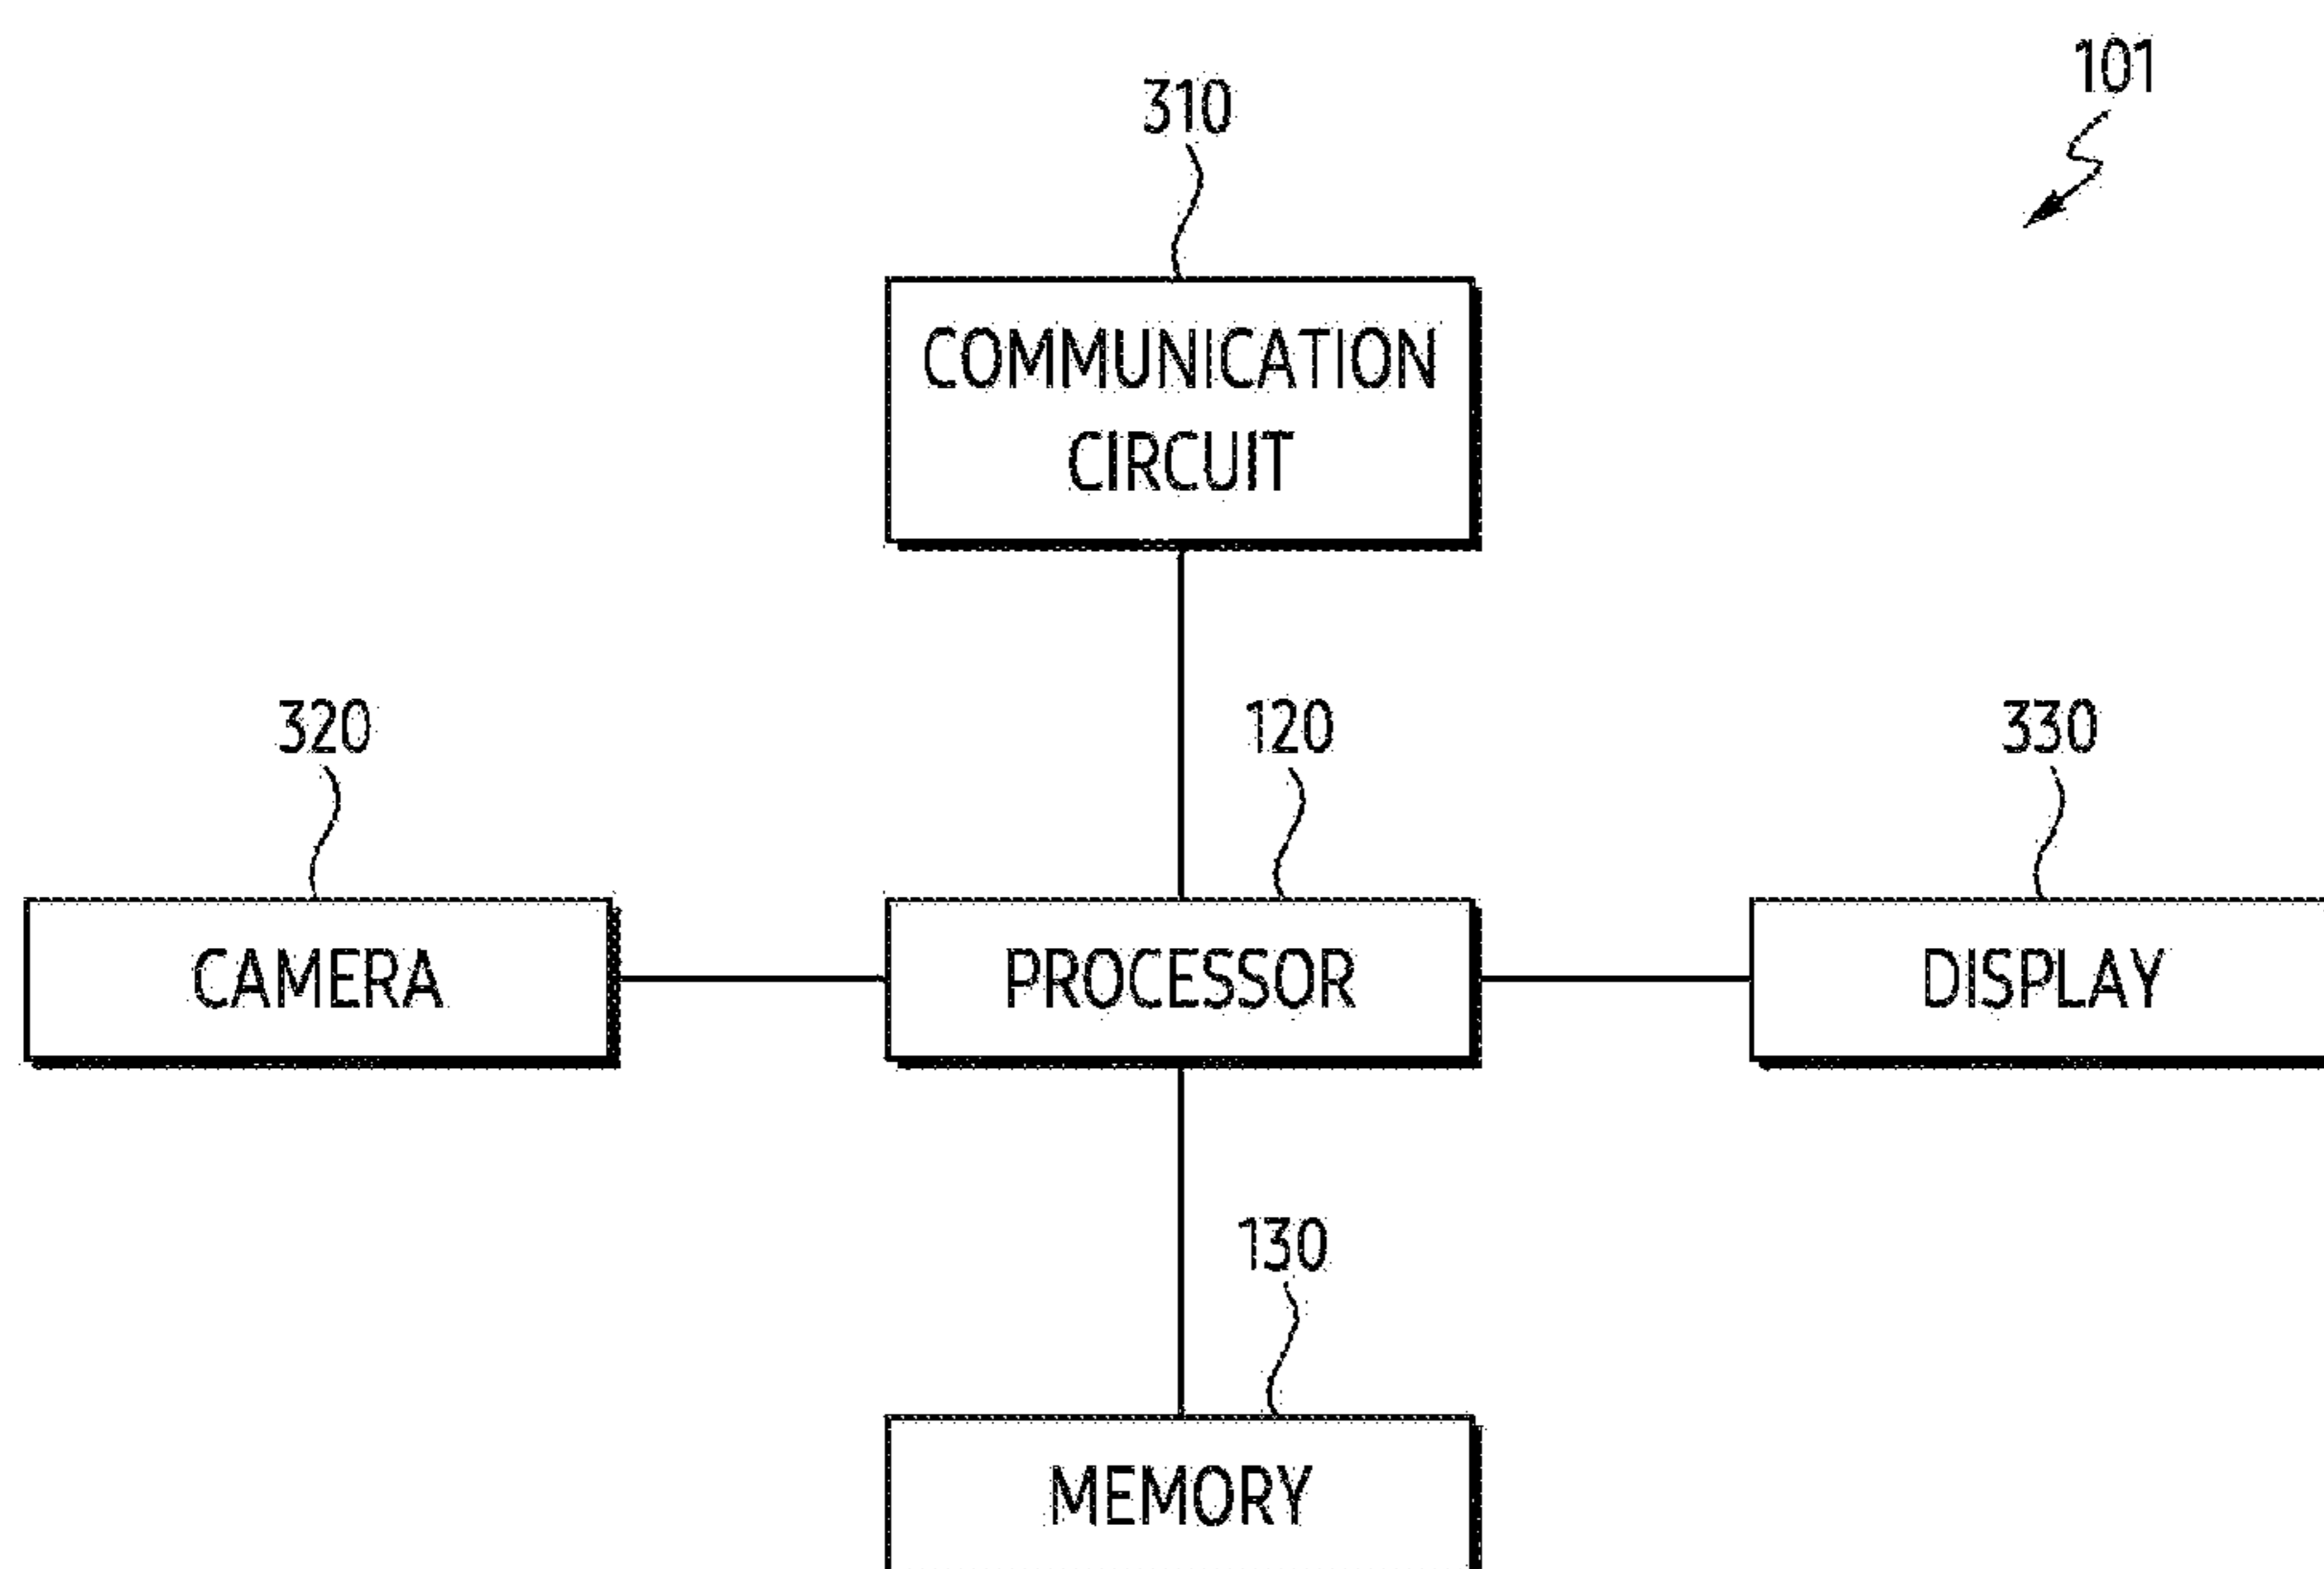 101
310
COMMUNICATION
CIRCUIT
320
120
330
CAMERA
PROCESSOR
DISPLAY
130
MEMORY